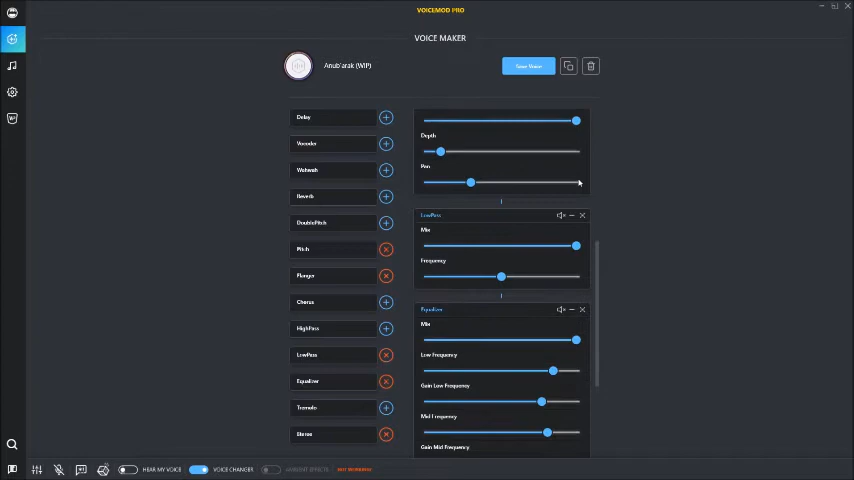 VOICEMOD PRO
VOICE MAKER
Anub'arak (WIP)
Save Voice
Delay
Vocoder
Wahwah
Reverb
DoublePitch
Pitch
Flanger
Chorus
HighPass
LowPass
Equalizer
Tremolo
Stereo
Depth
Pan
LowPass
Mix
Frequency
Equalizer
Mix
Low Frequency
Gain Low Frequency
Mid Frequency
Gain Mid Frequency
HEAR MY VOICE
VOICE CHANGER
AMBIENT EFFECTS
NOT WORKING?